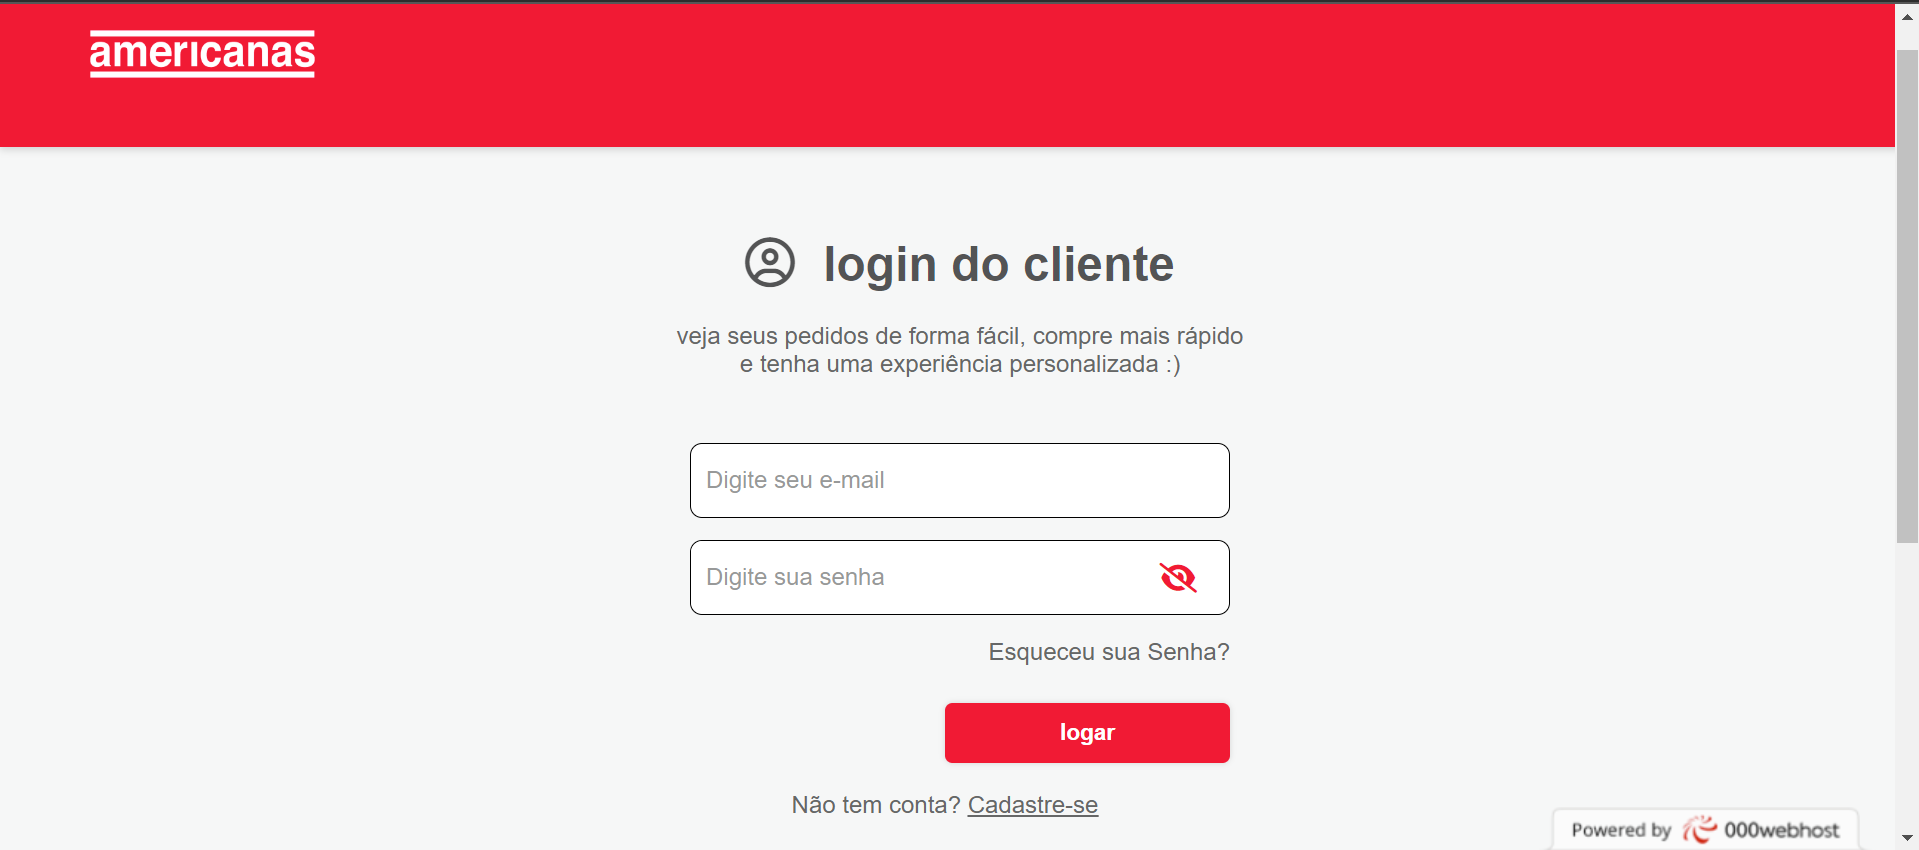 americanas
login do cliente
veja seus pedidos de forma fácil, compre mais rápido
e tenha uma experiência personalizada :)
Digite seu e-mail
Digite sua senha
Esqueceu sua Senha?
logar
Não tem conta? Cadastre-se
Powered by 000webhost